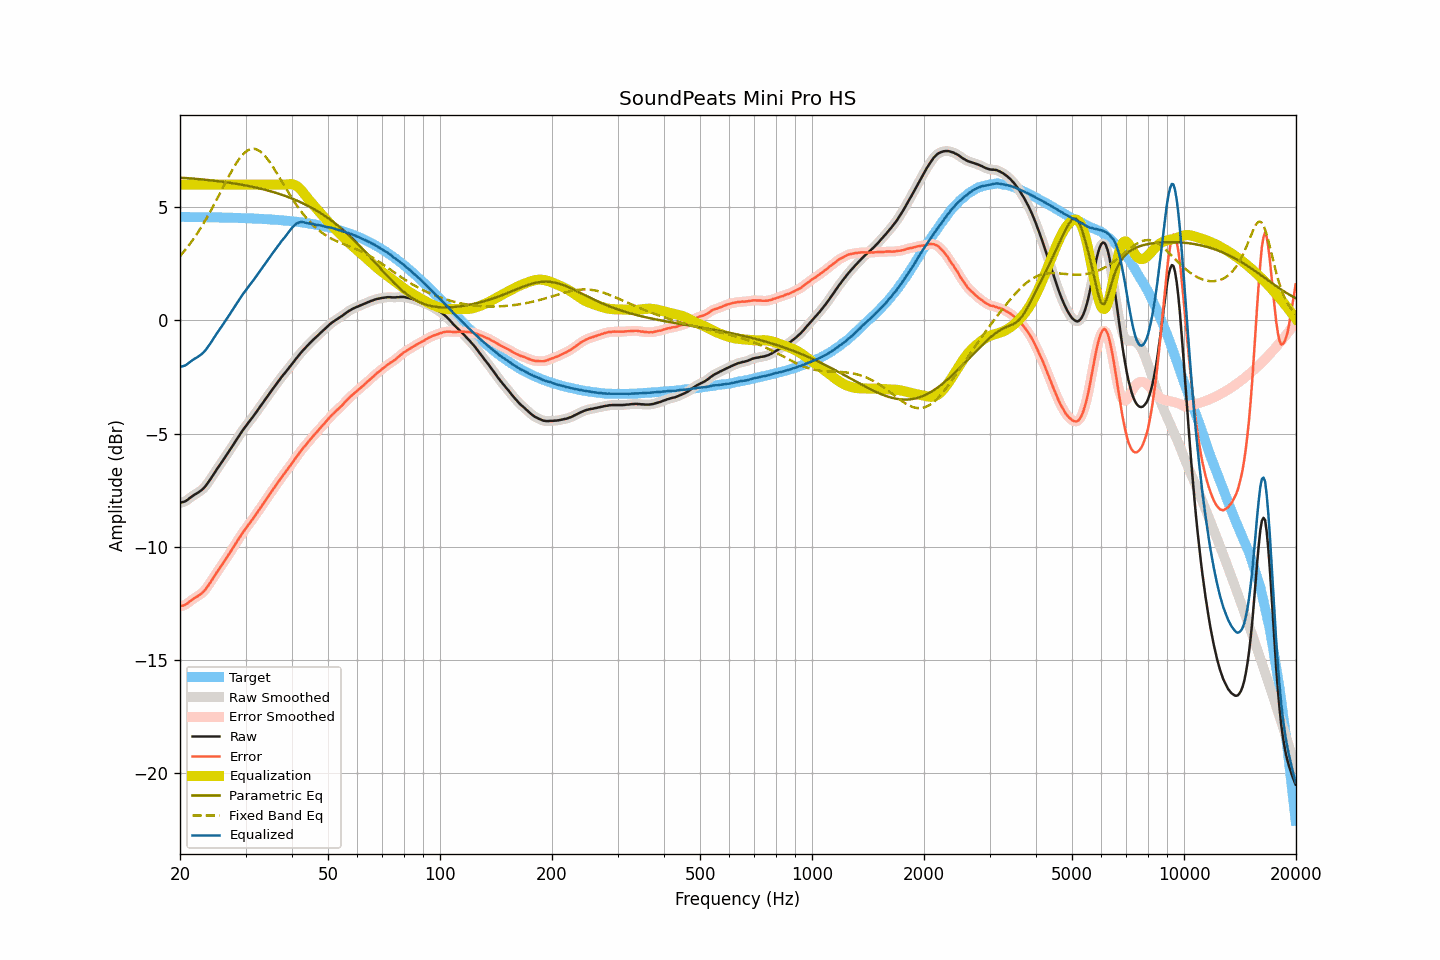 SoundPeats Mini Pro HS
Amplitude (dBr)
5
0
−5
−10
−15
−20
Target
Raw Smoothed
Error Smoothed
Raw
Error
Equalization
Parametric Eq
Fixed Band Eq
Equalized
20 50 100 200 500 1000 2000 5000 10000 20000
Frequency (Hz)